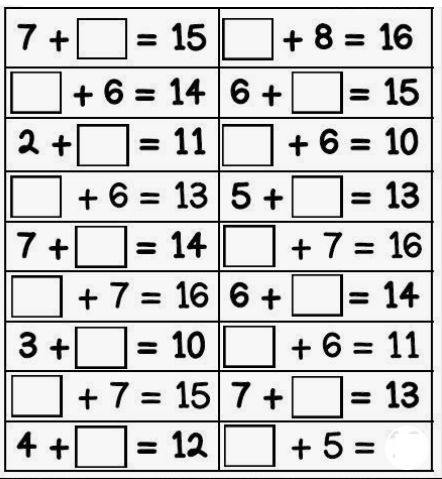 7 + □ = 15 □ + 8 = 16
□ + 6 = 14 6 + □ = 15
2 + □ = 11 □ + 6 = 10
□ + 6 = 13 5 + □ = 13
7 + □ = 14 □ + 7 = 16
□ + 7 = 16 6 + □ = 14
3 + □ = 10 □ + 6 = 11
□ + 7 = 15 7 + □ = 13
4 + □ = 12 □ + 5 =